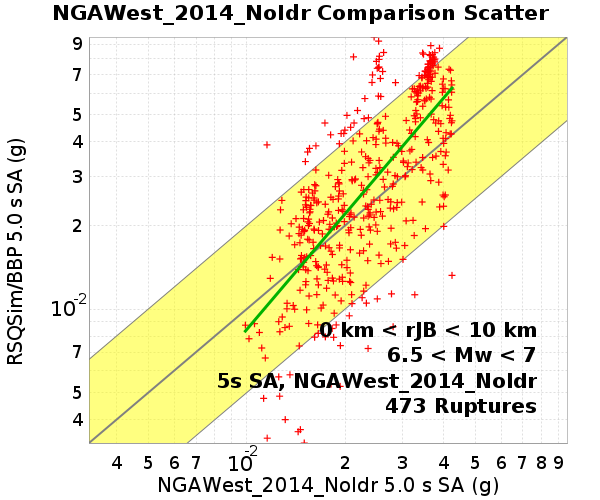 NGAWest_2014_NoIdr Comparison Scatter
9
7
5
4
3
2
10-2
7
5
4
RSQSim/BBP 5.0 s SA (g)
0 km < rJB < 10 km
6.5 < Mw < 7
5s SA, NGAWest_2014_NoIdr
473 Ruptures
4 5 6 7 10-2 2 3 4 5 6 7 8 9
NGAWest_2014_NoIdr 5.0 s SA (g)